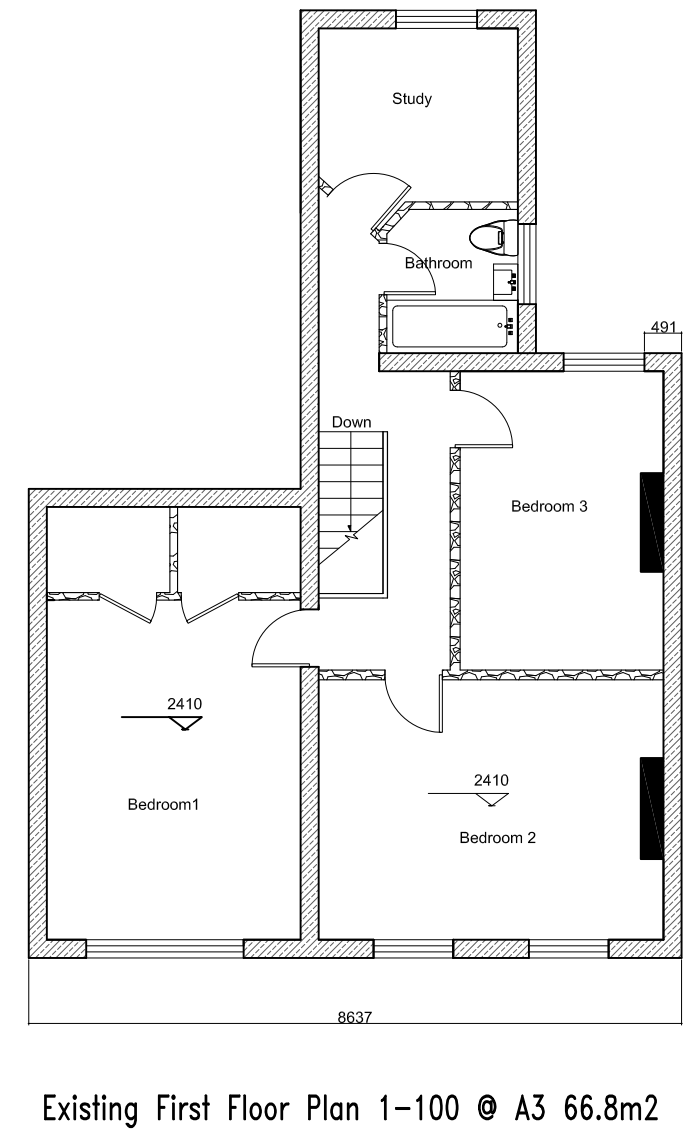 Study
Bathroom
491
Down
Bedroom 3
2410
2410
Bedroom1
Bedroom 2
8637
Existing First Floor Plan 1-100 @ A3 66.8m2